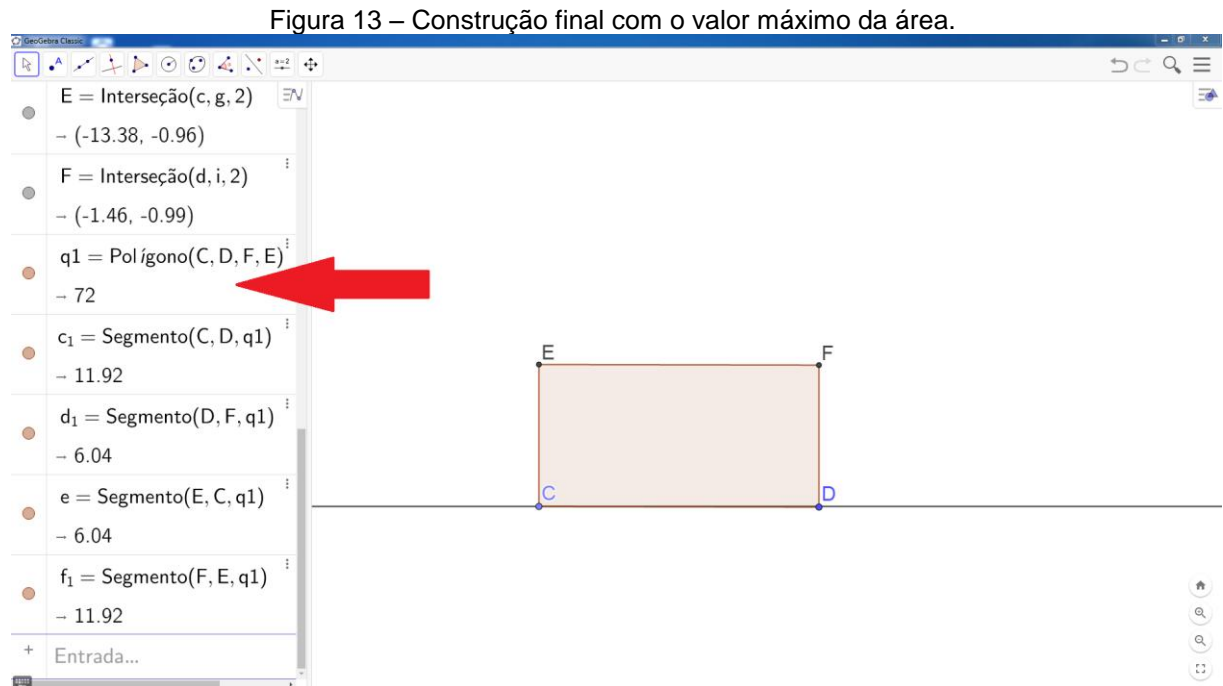 Figura 13 – Construção final com o valor máximo da área.
GeoGebra Classic
a=2
E = Interseção(c, g, 2)
→ (-13.38, -0.96)
F = Interseção(d, i, 2)
→ (-1.46, -0.99)
q1 = Polígono(C, D, F, E)
→ 72
c₁ = Segmento(C, D, q1)
→ 11.92
d₁ = Segmento(D, F, q1)
→ 6.04
e = Segmento(E, C, q1)
→ 6.04
f₁ = Segmento(F, E, q1)
→ 11.92
Entrada...
E
F
C
D